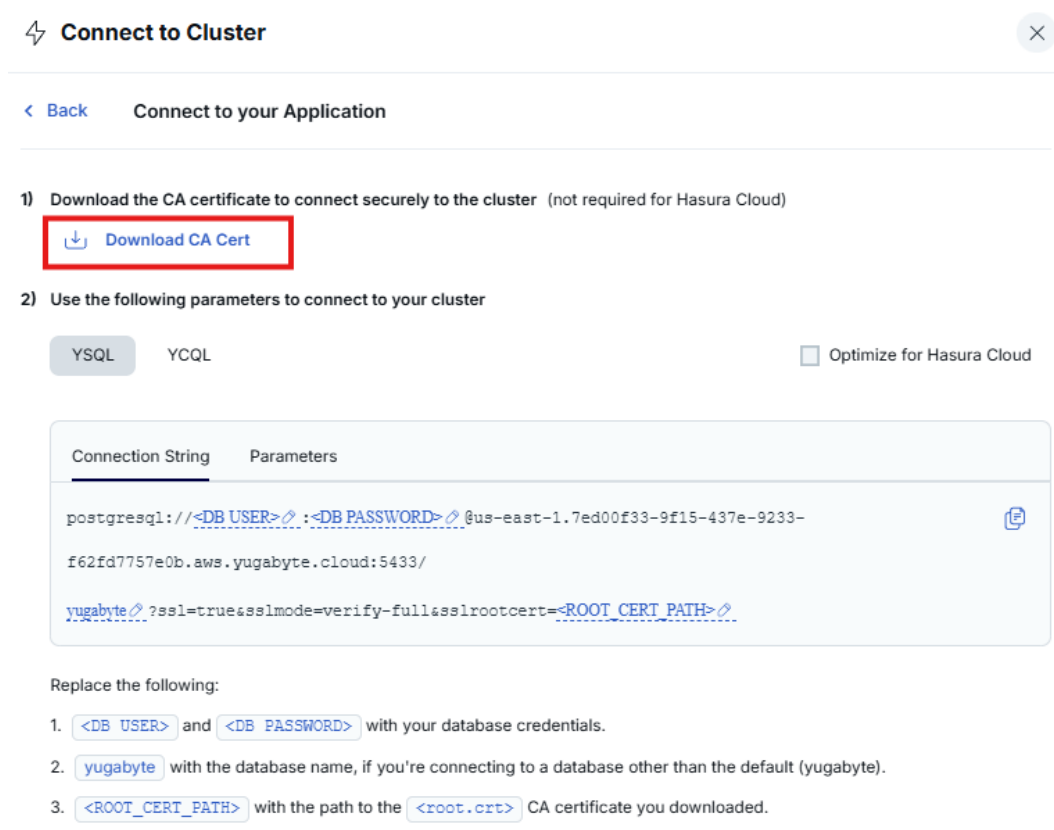 Connect to Cluster
Back Connect to your Application
1) Download the CA certificate to connect securely to the cluster (not required for Hasura Cloud)
Download CA Cert
2) Use the following parameters to connect to your cluster
YSQL YCQL Optimize for Hasura Cloud
Connection String Parameters
postgresql://<DB USER>:<DB PASSWORD>@us-east-1.7ed00f33-9f15-437e-9233-
f62fd7757e0b.aws.yugabyte.cloud:5433/
yugabyte?ssl=true&sslmode=verify-full&sslrootcert=<ROOT_CERT_PATH>
Replace the following:
1. <DB USER> and <DB PASSWORD> with your database credentials.
2. yugabyte with the database name, if you're connecting to a database other than the default (yugabyte).
3. <ROOT_CERT_PATH> with the path to the <root.crt> CA certificate you downloaded.